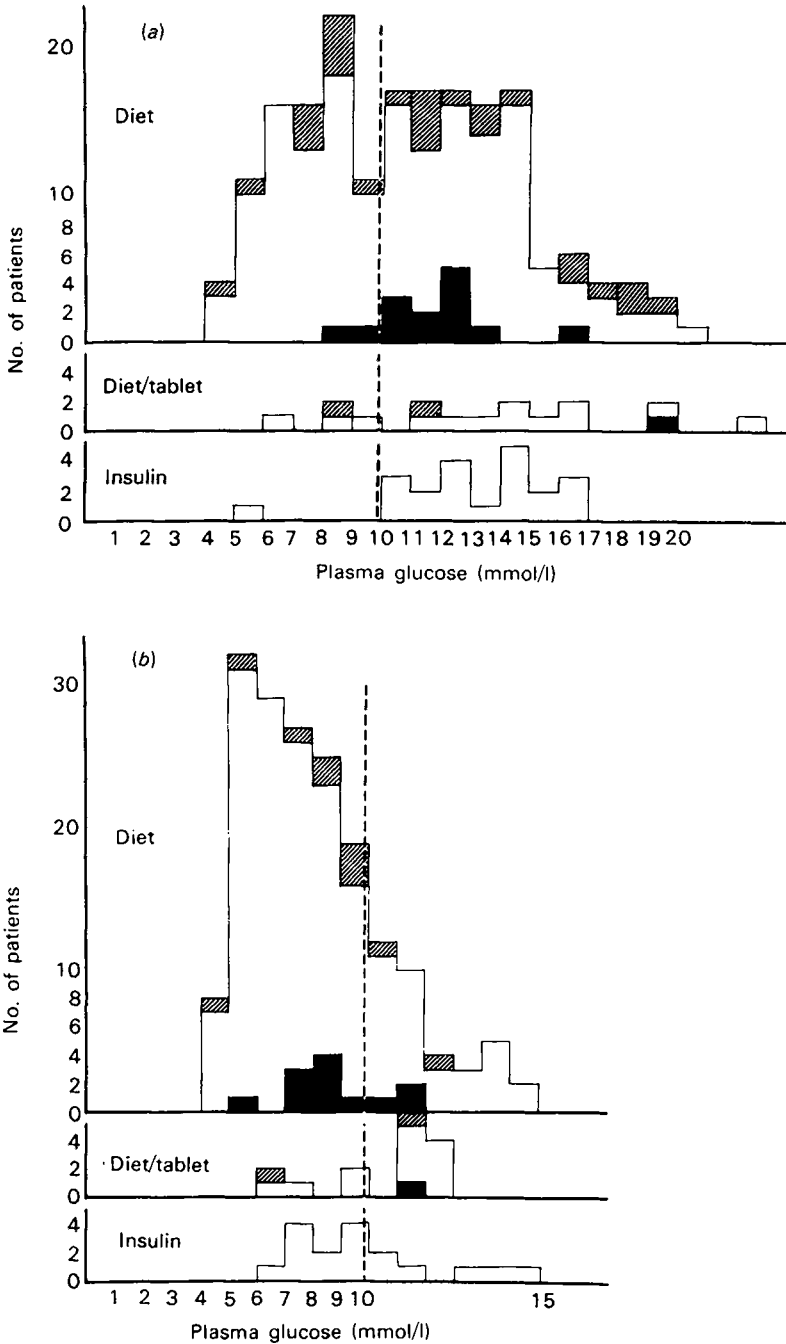 (a)
20
Diet
10
8
6
4
2
0
No. of patients
4
Diet/tablet
2
0
4
Insulin
2
0
1 2 3 4 5 6 7 8 9 10 11 12 13 14 15 16 17 18 19 20
Plasma glucose (mmol/l)
(b)
30
20
Diet
10
8
6
4
2
0
No. of patients
4
Diet/tablet
2
0
4
Insulin
2
0
1 2 3 4 5 6 7 8 9 10 15
Plasma glucose (mmol/l)